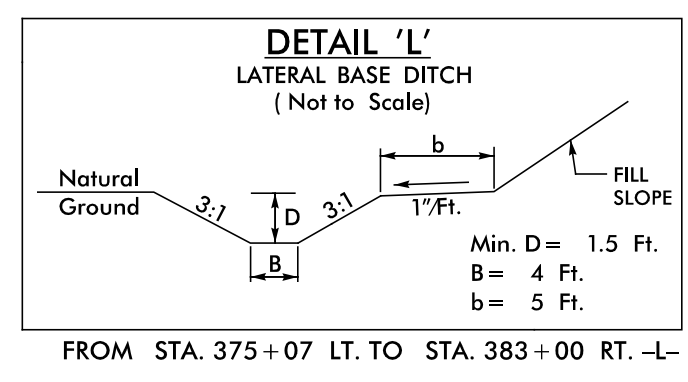 DETAIL 'L'
LATERAL BASE DITCH
( Not to Scale)
b
Natural
Ground
3:1
D
3:1
1"/Ft.
FILL
SLOPE
B
Min. D = 1.5 Ft.
B = 4 Ft.
b = 5 Ft.
FROM STA. 375+07 LT. TO STA. 383+00 RT. -L-